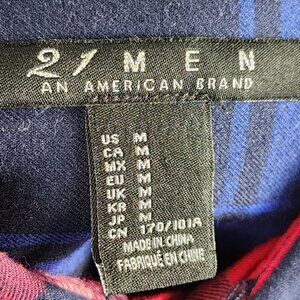 21 MEN
AN AMERICAN BRAND
US M
CA M
MX M
EU M
UK M
KR M
JP M
CN 170/101A
MADE IN CHINA
FABRIQUÉ EN CHINE